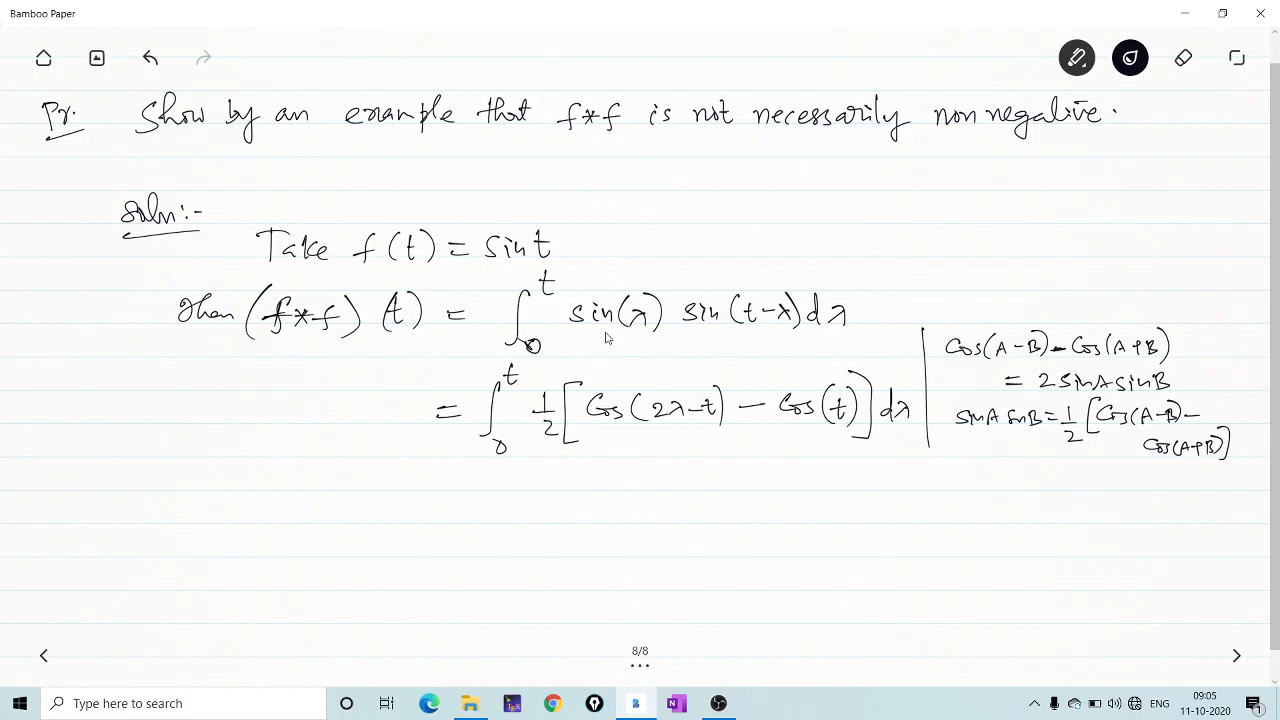 Bamboo Paper
Pr. Show by an example that f*f is not necessarily nonnegative.
Soln:-
Take f(t) = sin t
Then (f*f)(t) = ∫₀ᵗ sin(λ) sin(t-λ)dλ
= ∫₀ᵗ 1/2 [Cos(2λ-t) - Cos(t)] dλ
Cos(A-B) - Cos(A+B)
= 2 sinA sinB
sinA sinB = 1/2 [Cos(A-B) -
Cos(A+B)]
8/8
Type here to search
09:05
11-10-2020